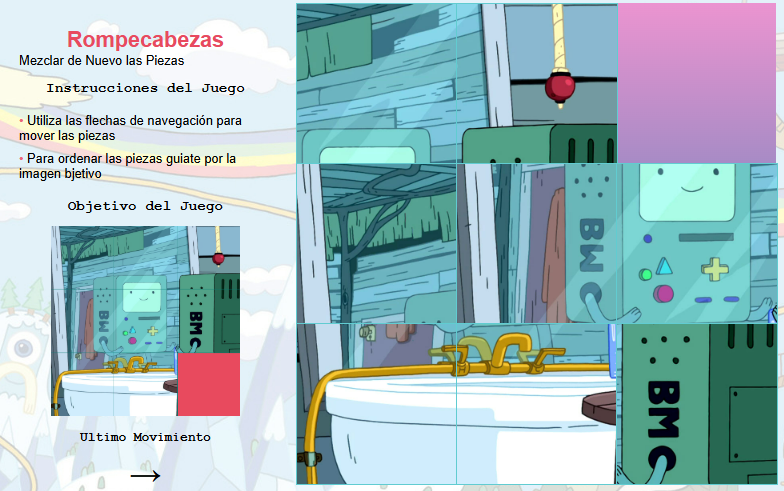 Rompecabezas
Mezclar de Nuevo las Piezas
Instrucciones del Juego
• Utiliza las flechas de navegación para
mover las piezas
• Para ordenar las piezas guiate por la
imagen bjetivo
Objetivo del Juego
BMO
BMO
Ultimo Movimiento
→
BMO
BMO